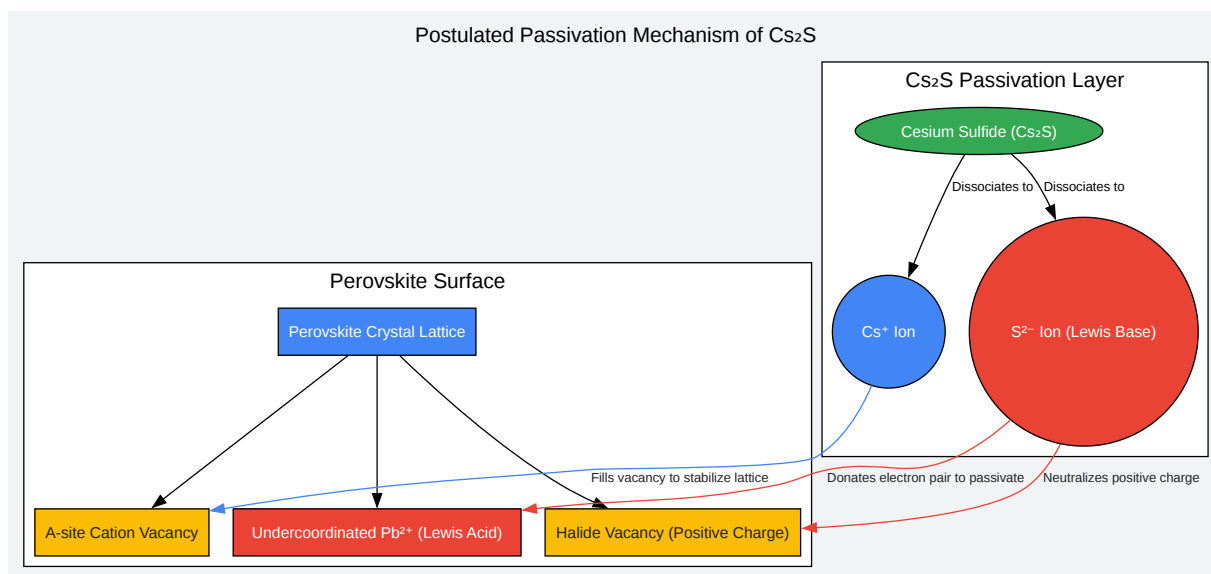 Postulated Passivation Mechanism of Cs₂S
Cs₂S Passivation Layer
Cesium Sulfide (Cs₂S)
Dissociates to
Dissociates to
Perovskite Surface
Perovskite Crystal Lattice
Cs⁺ Ion
S²⁻ Ion (Lewis Base)
Fills vacancy to stabilize lattice
Donates electron pair to passivate
Neutralizes positive charge
A-site Cation Vacancy
Undercoordinated Pb²⁺ (Lewis Acid)
Halide Vacancy (Positive Charge)